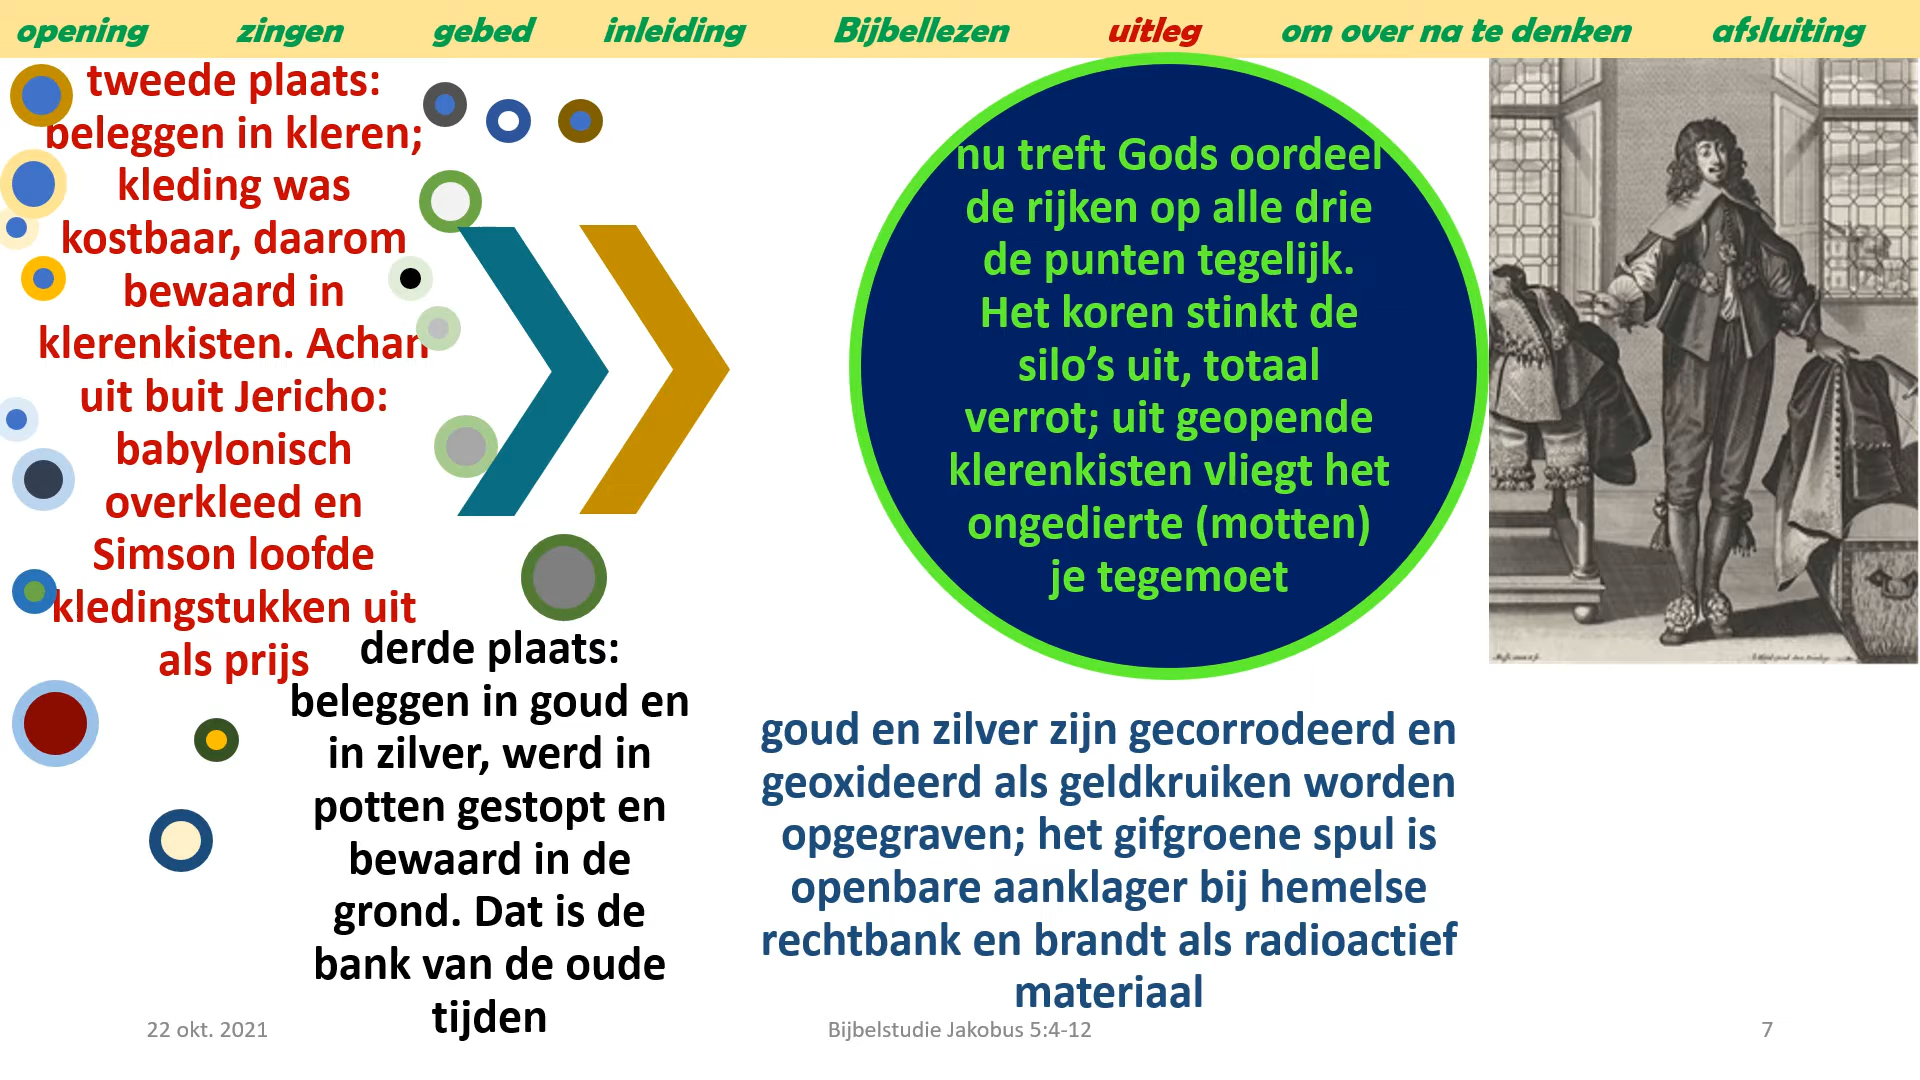 opening zingen gebed inleiding Bijbellezen uitleg om over na te denken afsluiting
tweede plaats:
beleggen in kleren;
kleding was
kostbaar, daarom
bewaard in
klerenkisten. Achan
uit buit Jericho:
babylonisch
overkleed en
Simson loofde
kledingstukken uit
als prijs
derde plaats:
beleggen in goud en
in zilver, werd in
potten gestopt en
bewaard in de
grond. Dat is de
bank van de oude
tijden
nu treft Gods oordeel
de rijken op alle drie
de punten tegelijk.
Het koren stinkt de
silo’s uit, totaal
verrot; uit geopende
klerenkisten vliegt het
ongedierte (motten)
je tegemoet
goud en zilver zijn gecorrodeerd en
geoxideerd als geldkruiken worden
opgegraven; het gifgroene spul is
openbare aanklager bij hemelse
rechtbank en brandt als radioactief
materiaal
22 okt. 2021
Bijbelstudie Jakobus 5:4-12
7